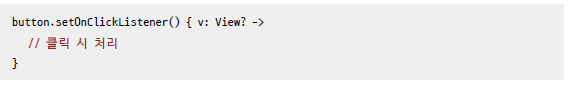 button.setOnClickListener() { v: View? ->
// 클릭 시 처리
}